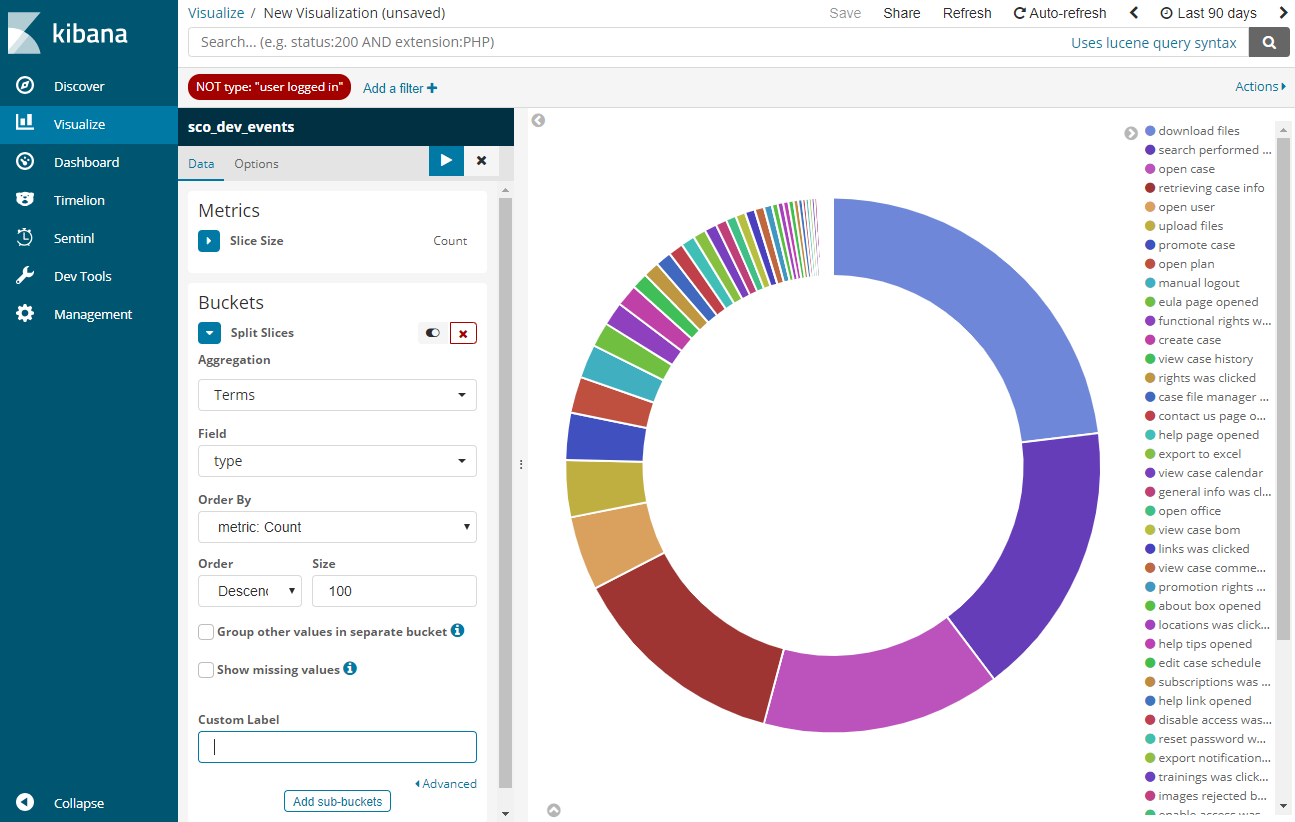 kibana
Discover
Visualize
Dashboard
Timelion
Sentinl
Dev Tools
Management
Collapse
Visualize / New Visualization (unsaved)
Save Share Refresh Auto-refresh Last 90 days
Search... (e.g. status:200 AND extension:PHP) Uses lucene query syntax
NOT type: "user logged in" Add a filter Actions
sco_dev_events
Data Options
Metrics
Slice Size Count
Buckets
Split Slices
Aggregation
Terms
Field
type
Order By
metric: Count
Order Size
Descen 100
Group other values in separate bucket
Show missing values
Custom Label
Advanced
Add sub-buckets
download files
search performed ...
open case
retrieving case info
open user
upload files
promote case
open plan
manual logout
eula page opened
functional rights w...
create case
view case history
rights was clicked
case file manager ...
contact us page o...
help page opened
export to excel
view case calendar
general info was cl...
open office
view case bom
links was clicked
view case comme...
promotion rights ...
about box opened
locations was click...
help tips opened
edit case schedule
subscriptions was ...
help link opened
disable access was...
reset password w...
export notification...
trainings was click...
images rejected b...
enable access was...